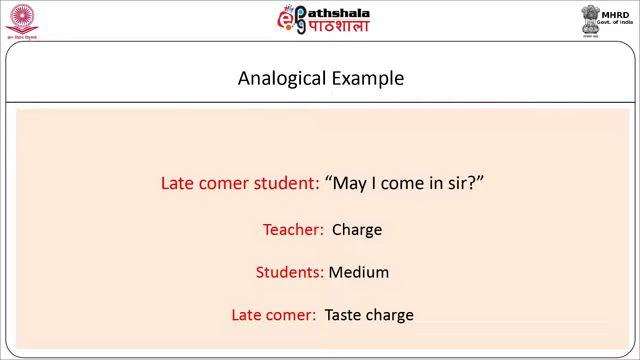 Pathshala
पाठशाला
MHRD
Govt. of India
Analogical Example
Late comer student: “May I come in sir?”
Teacher: Charge
Students: Medium
Late comer: Taste charge